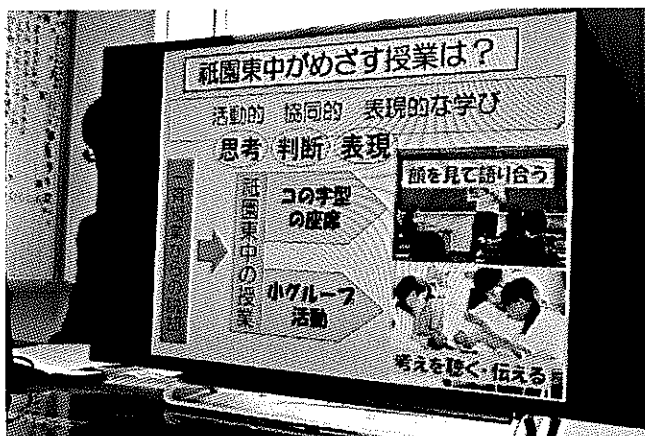 祇園東中がめざす授業は?
活動的 協同的 表現的な学び
思考 判断 表現
祇園東中の授業
コの字型
の座席
顔を見て語り合う
小グループ
活動
考えを聴く・伝える